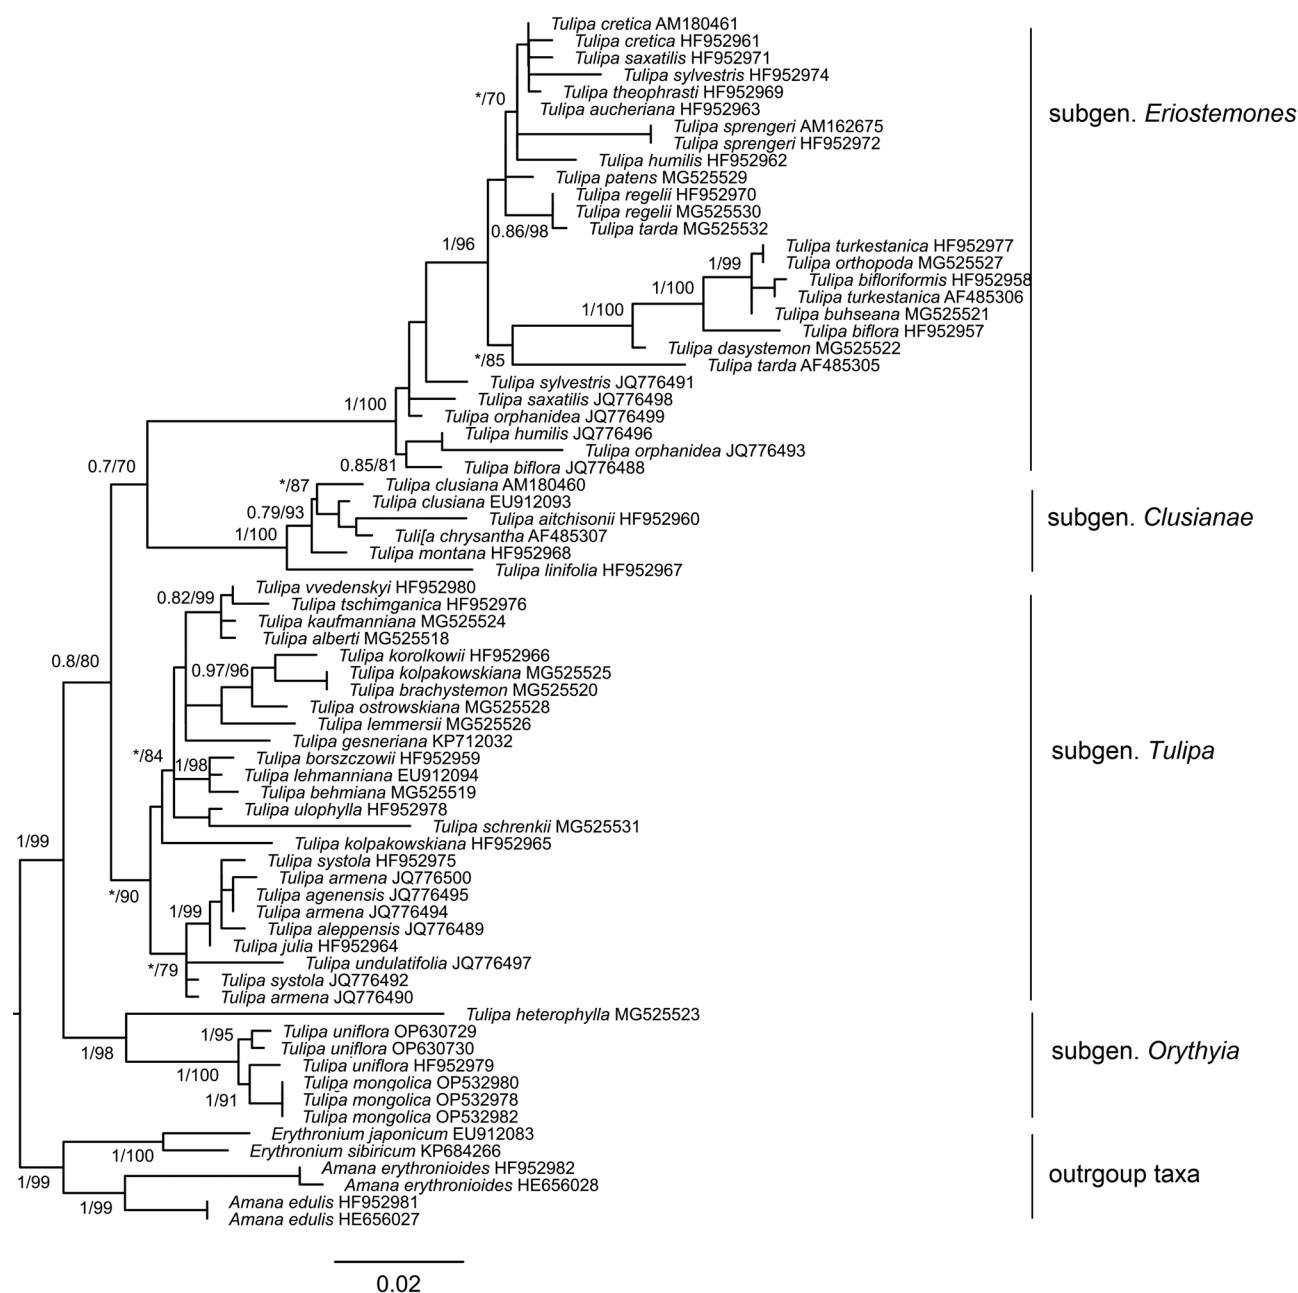 Tulipa cretica AM180461
Tulipa cretica HF952961
Tulipa saxatilis HF952971
Tulipa sylvestris HF952974
Tulipa theophrasti HF952969
*/70
Tulipa aucheriana HF952963
subgen. Eriostemones
Tulipa sprengeri AM162675
Tulipa sprengeri HF952972
Tulipa humilis HF952962
Tulipa patens MG525529
Tulipa regelii HF952970
Tulipa regelii MG525530
Tulipa tarda MG525532
0.86/98
1/96
Tulipa turkestanica HF952977
1/99
Tulipa orthopoda MG525527
Tulipa bifloriformis HF952958
1/100
Tulipa turkestanica AF485306
1/100
Tulipa buhseana MG525521
Tulipa biflora HF952957
Tulipa dasystemon MG525522
*/85
Tulipa tarda AF485305
Tulipa sylvestris JQ776491
Tulipa saxatilis JQ776498
1/100
Tulipa orphanidea JQ776499
Tulipa humilis JQ776496
Tulipa orphanidea JQ776493
0.7/70
0.85/81
Tulipa biflora JQ776488
*/87
Tulipa clusiana AM180460
Tulipa clusiana EU912093
0.79/93
Tulipa aitchisonii HF952960
subgen. Clusianae
1/100
Tuli[a chrysantha AF485307
Tulipa montana HF952968
Tulipa linifolia HF952967
Tulipa vvedenskyi HF952980
0.82/99
Tulipa tschimganica HF952976
Tulipa kaufmanniana MG525524
Tulipa alberti MG525518
0.8/80
Tulipa korolkowii HF952966
0.97/96
Tulipa kolpakowskiana MG525525
Tulipa brachystemon MG525520
Tulipa ostrowskiana MG525528
Tulipa lemmersii MG525526
Tulipa gesneriana KP712032
*/84
subgen. Tulipa
Tulipa borszczowii HF952959
1/98
Tulipa lehmanniana EU912094
Tulipa behmiana MG525519
Tulipa ulophylla HF952978
Tulipa schrenkii MG525531
1/99
Tulipa kolpakowskiana HF952965
Tulipa systola HF952975
Tulipa armena JQ776500
*/90
Tulipa agenensis JQ776495
1/99
Tulipa armena JQ776494
Tulipa aleppensis JQ776489
Tulipa julia HF952964
*/79
Tulipa undulatifolia JQ776497
Tulipa systola JQ776492
Tulipa armena JQ776490
Tulipa heterophylla MG525523
1/95
Tulipa uniflora OP630729
1/98
Tulipa uniflora OP630730
subgen. Orythyia
Tulipa uniflora HF952979
1/100
Tulipa mongolica OP532980
1/91
Tulipa mongolica OP532978
Tulipa mongolica OP532982
Erythronium japonicum EU912083
1/100
Erythronium sibiricum KP684266
Amana erythronioides HF952982
outrgoup taxa
1/99
Amana erythronioides HE656028
1/99
Amana edulis HF952981
Amana edulis HE656027
0.02